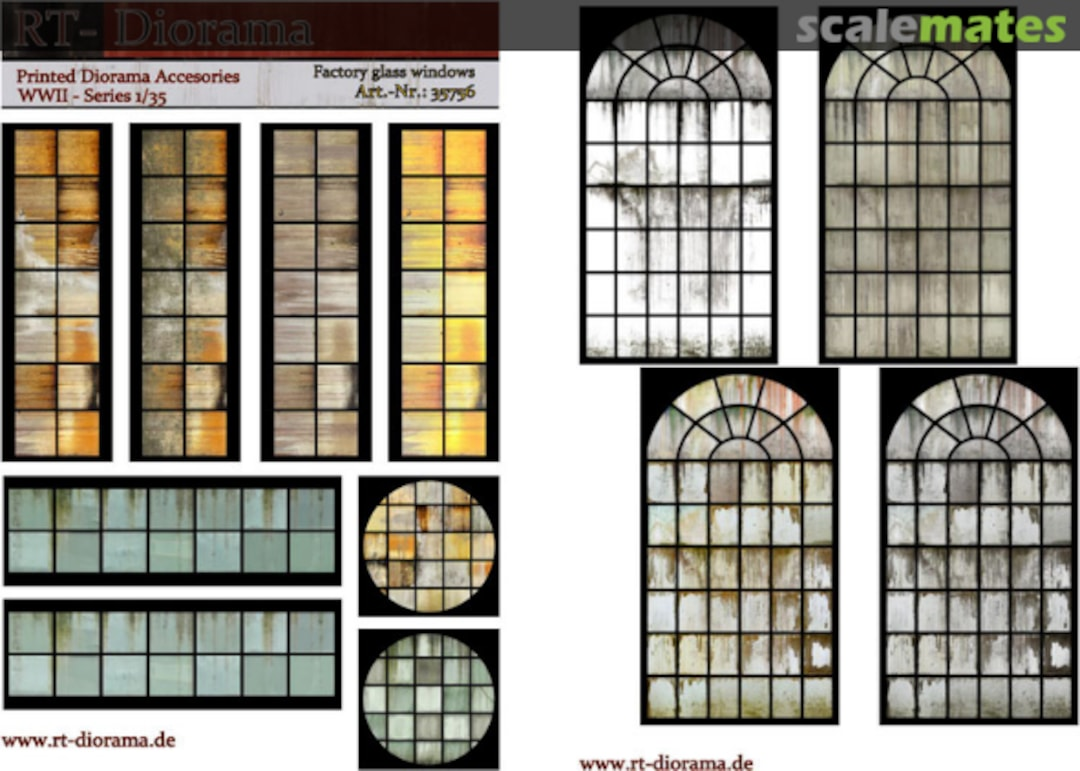 RT- Diorama
scalemates
Printed Diorama Accesories
WWII - Series 1/35
Factory glass windows
Art.-Nr.: 35756
www.rt-diorama.de
www.rt-diorama.de